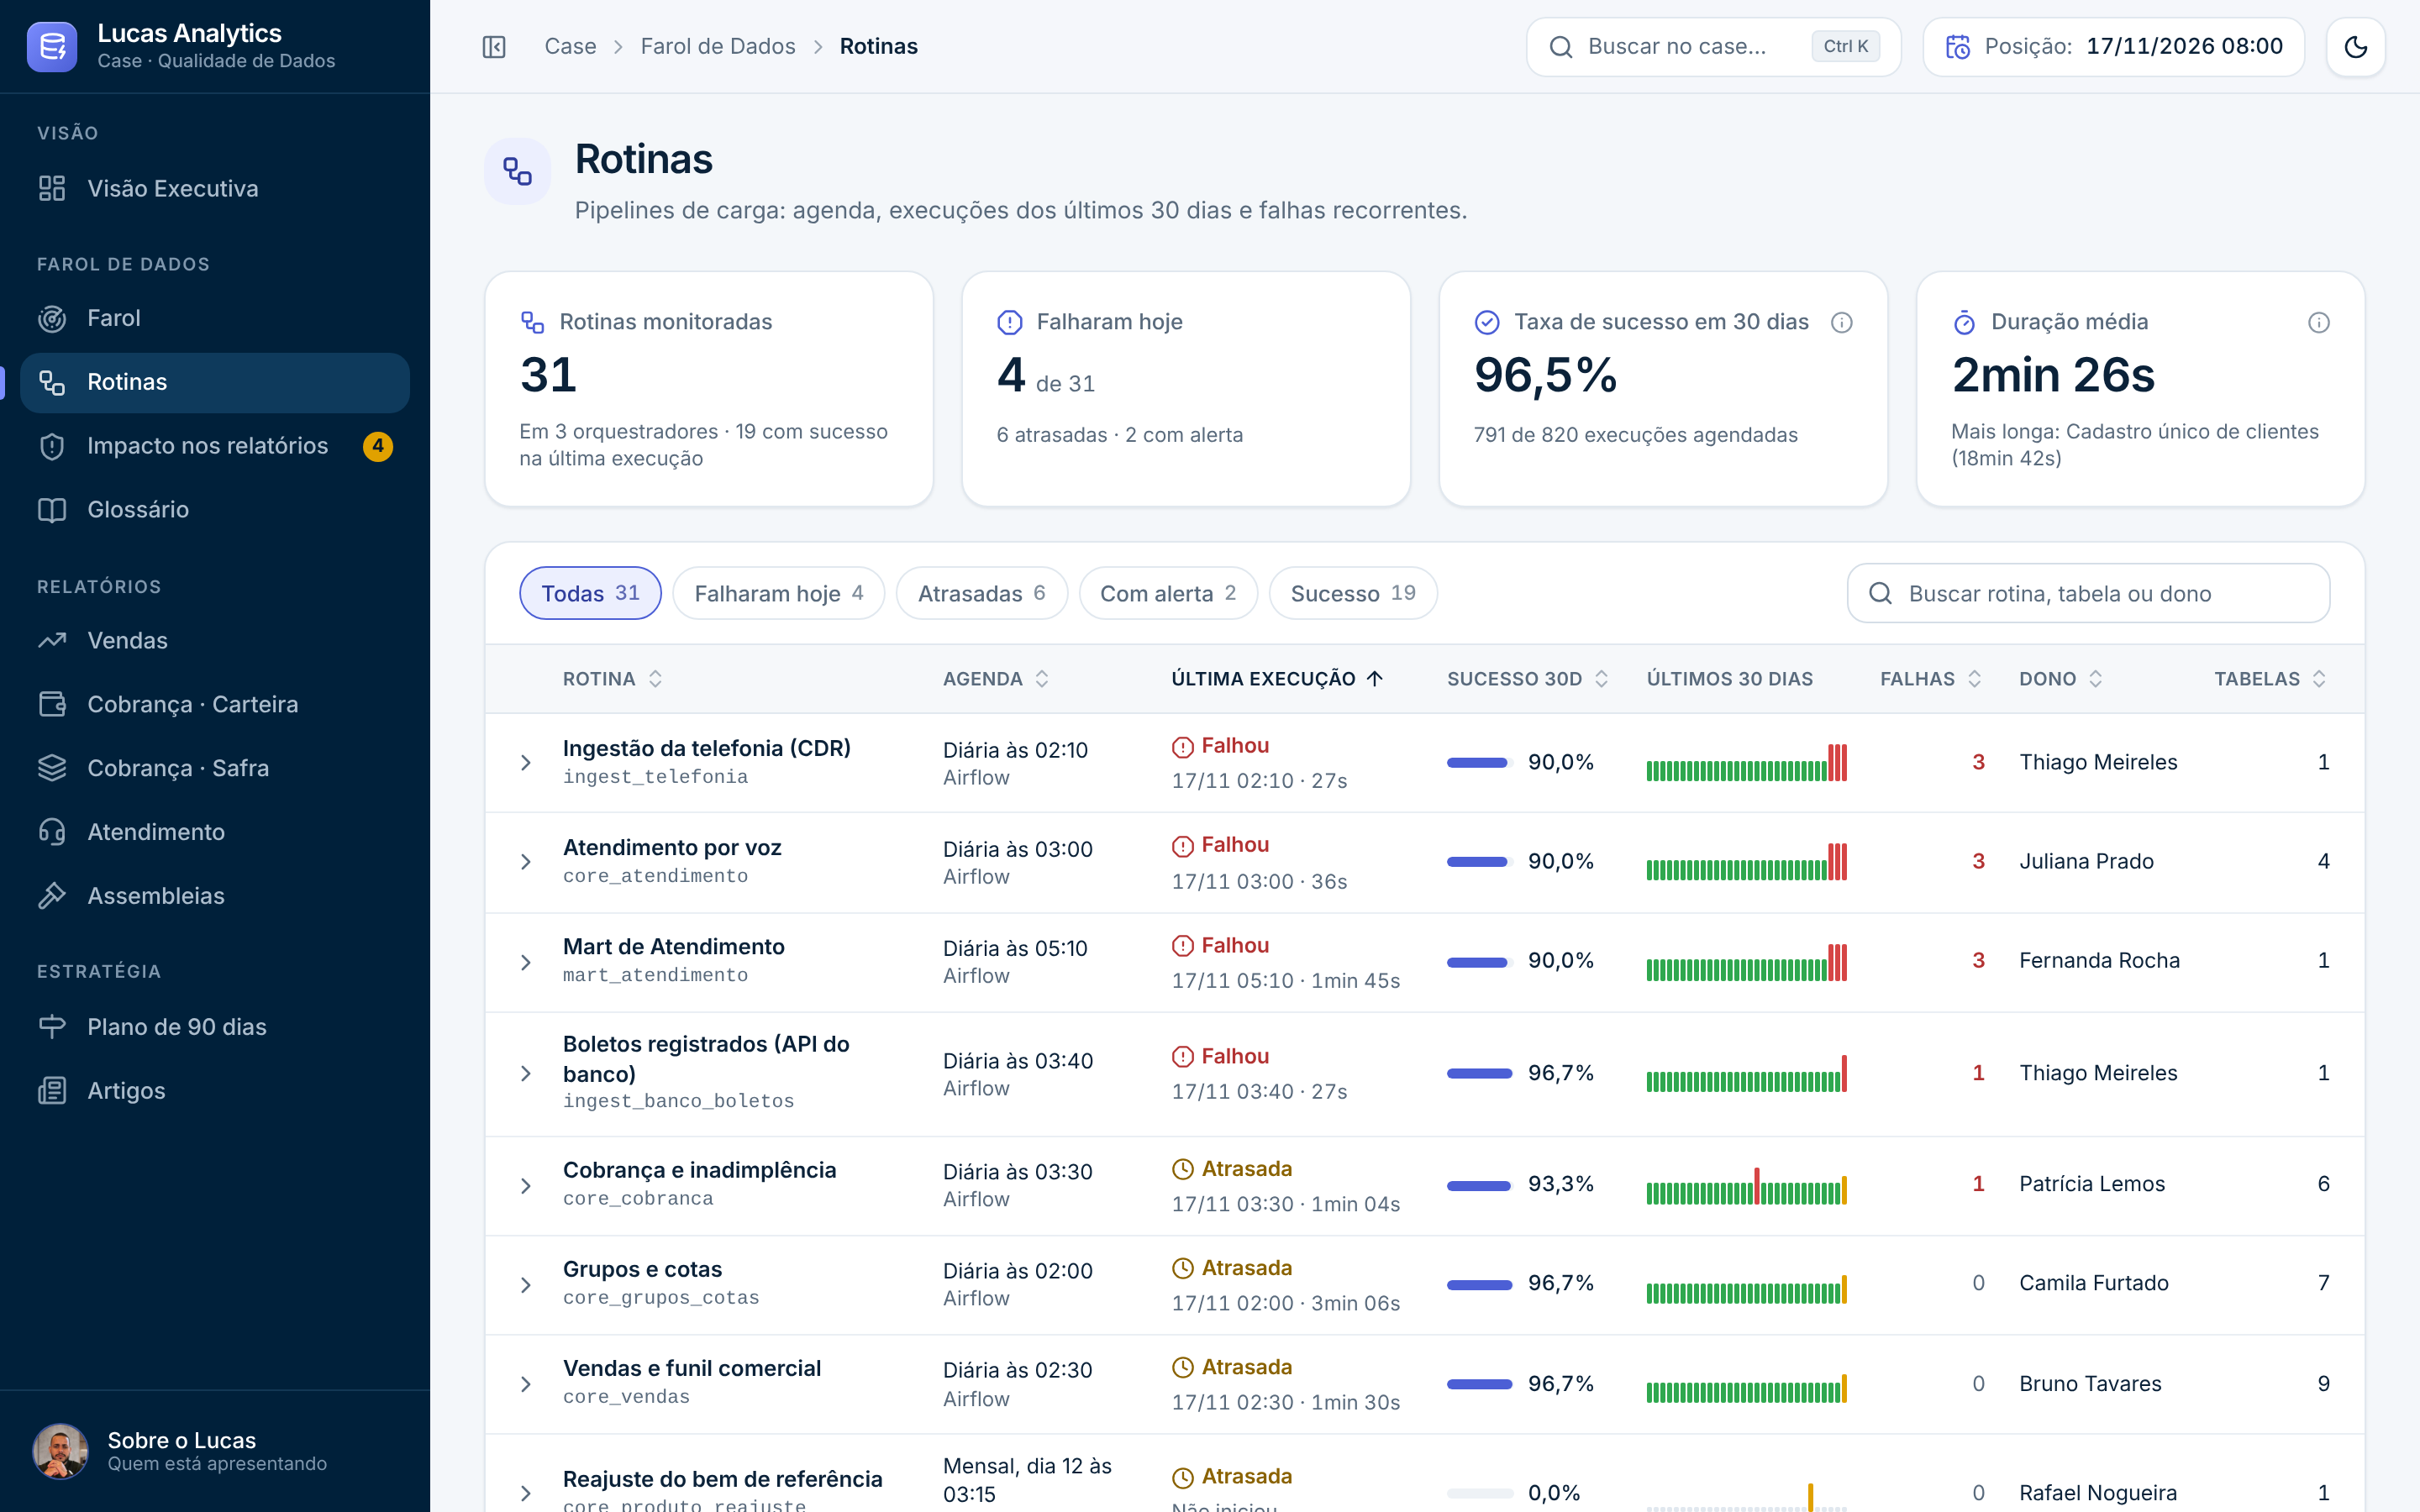 Lucas Analytics
Case · Qualidade de Dados
VISÃO
Visão Executiva
FAROL DE DADOS
Farol
Rotinas
Impacto nos relatórios 4
Glossário
RELATÓRIOS
Vendas
Cobrança · Carteira
Cobrança · Safra
Atendimento
Assembleias
ESTRATÉGIA
Plano de 90 dias
Artigos
Sobre o Lucas
Quem está apresentando
Case > Farol de Dados > Rotinas
Buscar no case... Ctrl K
Posição: 17/11/2026 08:00
Rotinas
Pipelines de carga: agenda, execuções dos últimos 30 dias e falhas recorrentes.
Rotinas monitoradas
31
Em 3 orquestradores · 19 com sucesso
na última execução
Falharam hoje
4 de 31
6 atrasadas · 2 com alerta
Taxa de sucesso em 30 dias
96,5%
791 de 820 execuções agendadas
Duração média
2min 26s
Mais longa: Cadastro único de clientes
(18min 42s)
Todas 31
Falharam hoje 4
Atrasadas 6
Com alerta 2
Sucesso 19
Buscar rotina, tabela ou dono
ROTINA AGENDA ÚLTIMA EXECUÇÃO SUCESSO 30D ÚLTIMOS 30 DIAS FALHAS DONO TABELAS
Ingestão da telefonia (CDR)
ingest_telefonia
Diária às 02:10
Airflow
Falhou
17/11 02:10 · 27s
90,0%
3
Thiago Meireles
1
Atendimento por voz
core_atendimento
Diária às 03:00
Airflow
Falhou
17/11 03:00 · 36s
90,0%
3
Juliana Prado
4
Mart de Atendimento
mart_atendimento
Diária às 05:10
Airflow
Falhou
17/11 05:10 · 1min 45s
90,0%
3
Fernanda Rocha
1
Boletos registrados (API do
banco)
ingest_banco_boletos
Diária às 03:40
Airflow
Falhou
17/11 03:40 · 27s
96,7%
1
Thiago Meireles
1
Cobrança e inadimplência
core_cobranca
Diária às 03:30
Airflow
Atrasada
17/11 03:30 · 1min 04s
93,3%
1
Patrícia Lemos
6
Grupos e cotas
core_grupos_cotas
Diária às 02:00
Airflow
Atrasada
17/11 02:00 · 3min 06s
96,7%
0
Camila Furtado
7
Vendas e funil comercial
core_vendas
Diária às 02:30
Airflow
Atrasada
17/11 02:30 · 1min 30s
96,7%
0
Bruno Tavares
9
Reajuste do bem de referência
core_produto_reajuste
Mensal, dia 12 às
03:15
Atrasada
Não iniciou
0,0%
0
Rafael Nogueira
1